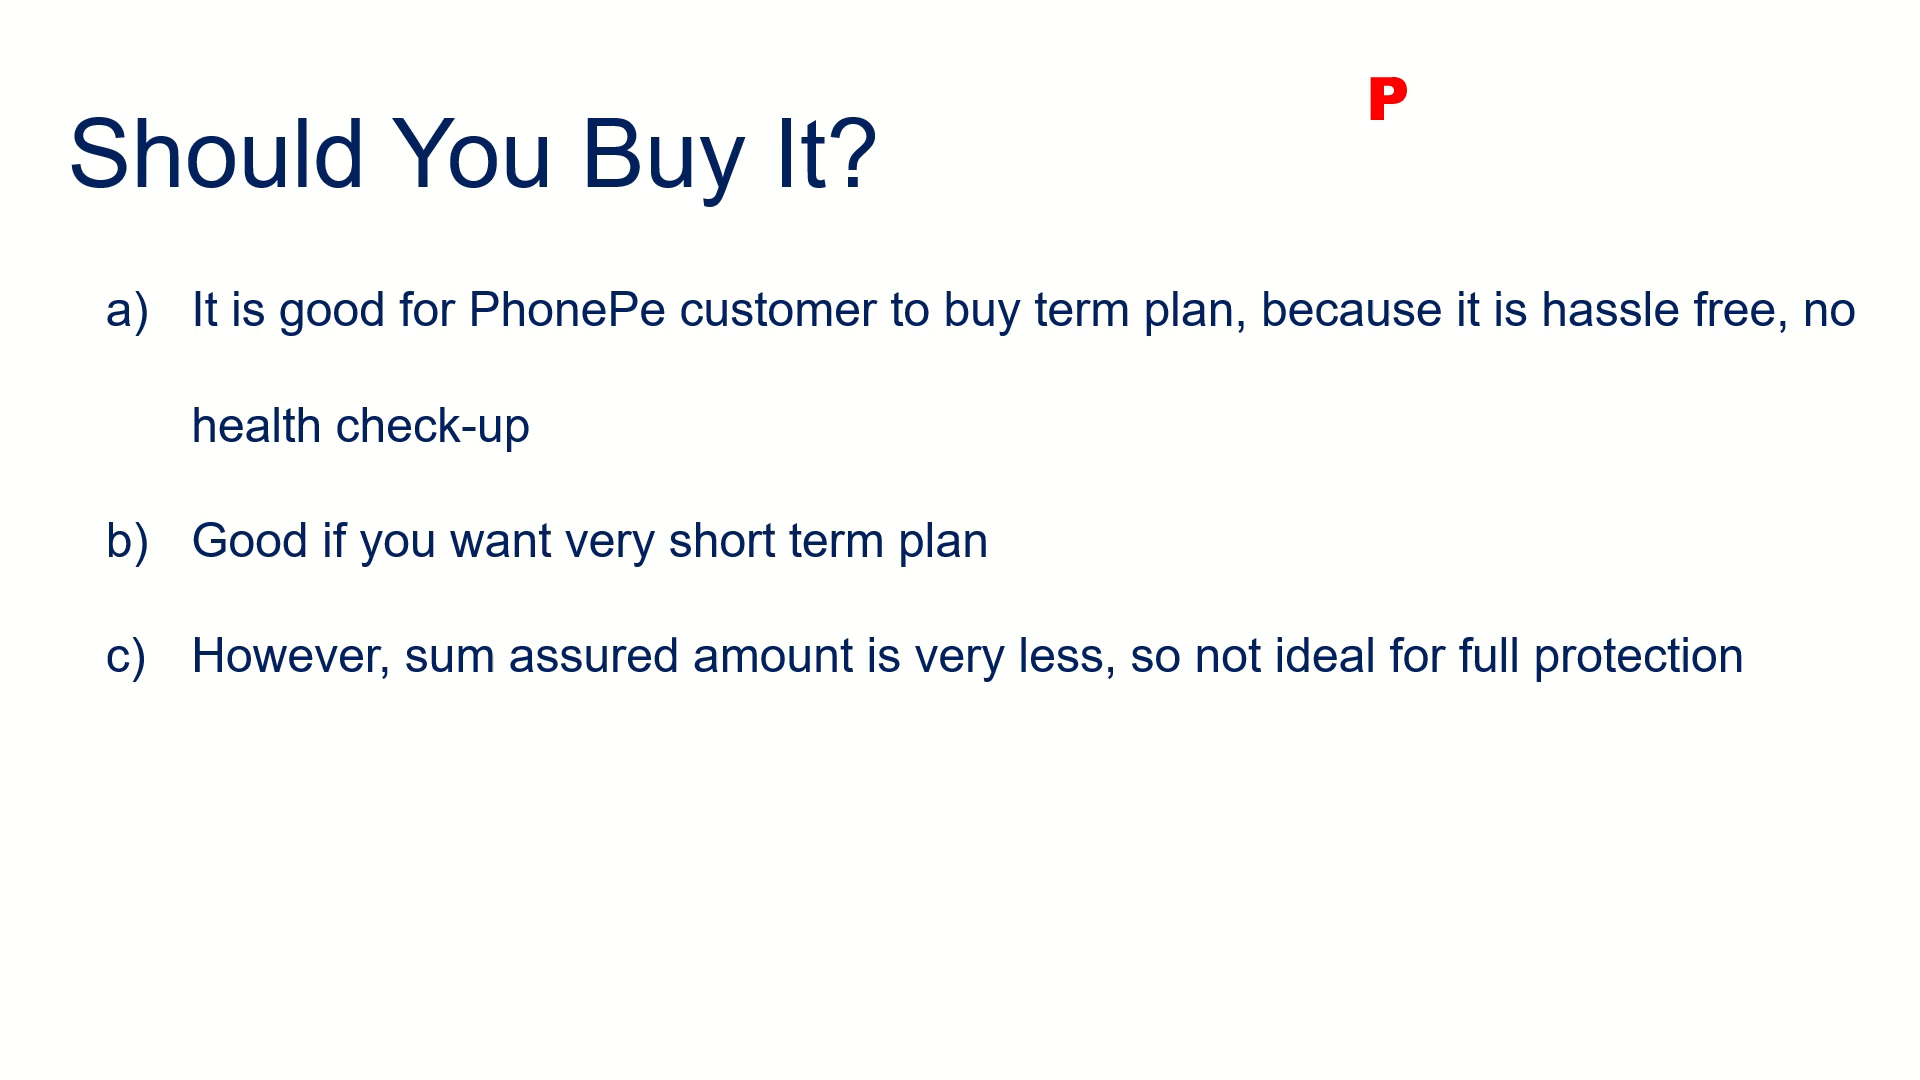 P
Should You Buy It?
a) It is good for PhonePe customer to buy term plan, because it is hassle free, no
health check-up
b) Good if you want very short term plan
c) However, sum assured amount is very less, so not ideal for full protection